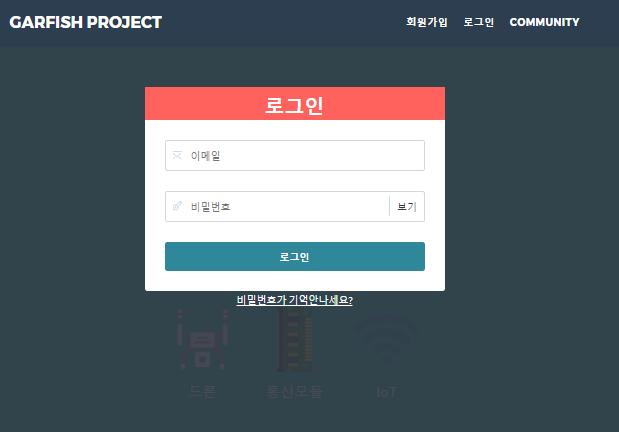 GARFISH PROJECT 회원가입 로그인 COMMUNITY
로그인
이메일
비밀번호 보기
로그인
비밀번호가 기억안나세요?
드론 통신모듈 IoT